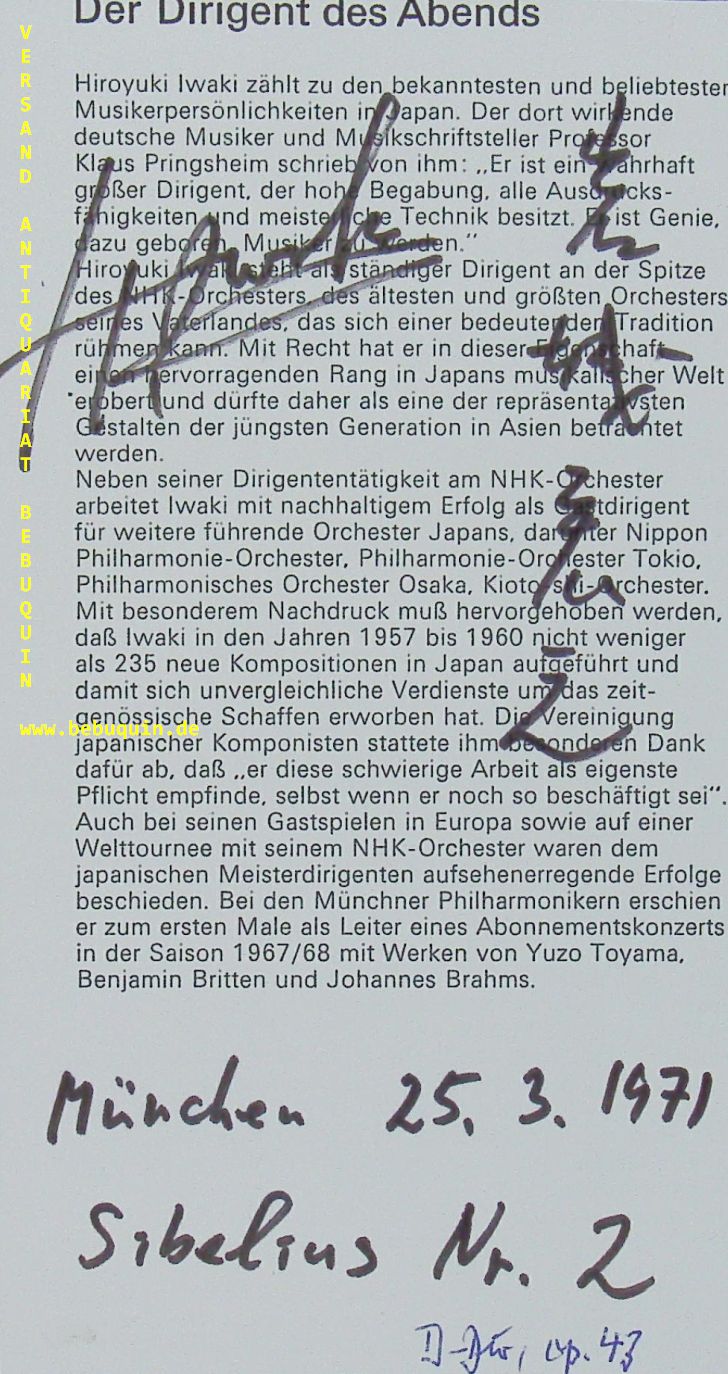 Der Dirigent des Abends
Hiroyuki Iwaki zählt zu den bekanntesten und beliebtesten
Musikerpersönlichkeiten in Japan. Der dort wirkende
deutsche Musiker und Musikschriftsteller Professor
Klaus Pringsheim schrieb von ihm: „Er ist ein wahrhaft
großer Dirigent, der hohe Begabung, alle Ausdrucks-
fähigkeiten und meisterliche Technik besitzt. Er ist Genie,
dazu geboren, Musiker zu werden.“
Hiroyuki Iwaki steht als ständiger Dirigent an der Spitze
des NHK-Orchesters, des ältesten und größten Orchesters
seines Vaterlandes, das sich einer bedeutenden Tradition
rühmen kann. Mit Recht hat er in dieser Eigenschaft
einen hervorragenden Rang in Japans musikalischer Welt
erobert und dürfte daher als eine der repräsentativsten
Gestalten der jüngsten Generation in Asien betrachtet
werden.
Neben seiner Dirigententätigkeit am NHK-Orchester
arbeitet Iwaki mit nachhaltigem Erfolg als Gastdirigent
für weitere führende Orchester Japans, darunter Nippon
Philharmonie-Orchester, Philharmonie-Orchester Tokio,
Philharmonisches Orchester Osaka, Kioto shi-Orchester.
Mit besonderem Nachdruck muß hervorgehoben werden,
daß Iwaki in den Jahren 1957 bis 1960 nicht weniger
als 235 neue Kompositionen in Japan aufgeführt und
damit sich unvergleichliche Verdienste um das zeit-
genössische Schaffen erworben hat. Die Vereinigung
japanischer Komponisten stattete ihm besonderen Dank
dafür ab, daß „er diese schwierige Arbeit als eigenste
Pflicht empfinde, selbst wenn er noch so beschäftigt sei“.
Auch bei seinen Gastspielen in Europa sowie auf einer
Welttournee mit seinem NHK-Orchester waren dem
japanischen Meisterdirigenten aufsehenerregende Erfolge
beschieden. Bei den Münchner Philharmonikern erschien
er zum ersten Male als Leiter eines Abonnementskonzerts
in der Saison 1967/68 mit Werken von Yuzo Toyama,
Benjamin Britten und Johannes Brahms.
München 25. 3. 1971
Sibelius Nr. 2
D-Dur, op. 43
VERSAND ANTIQUARIAT BEBUQUIN
www.bebuquin.de